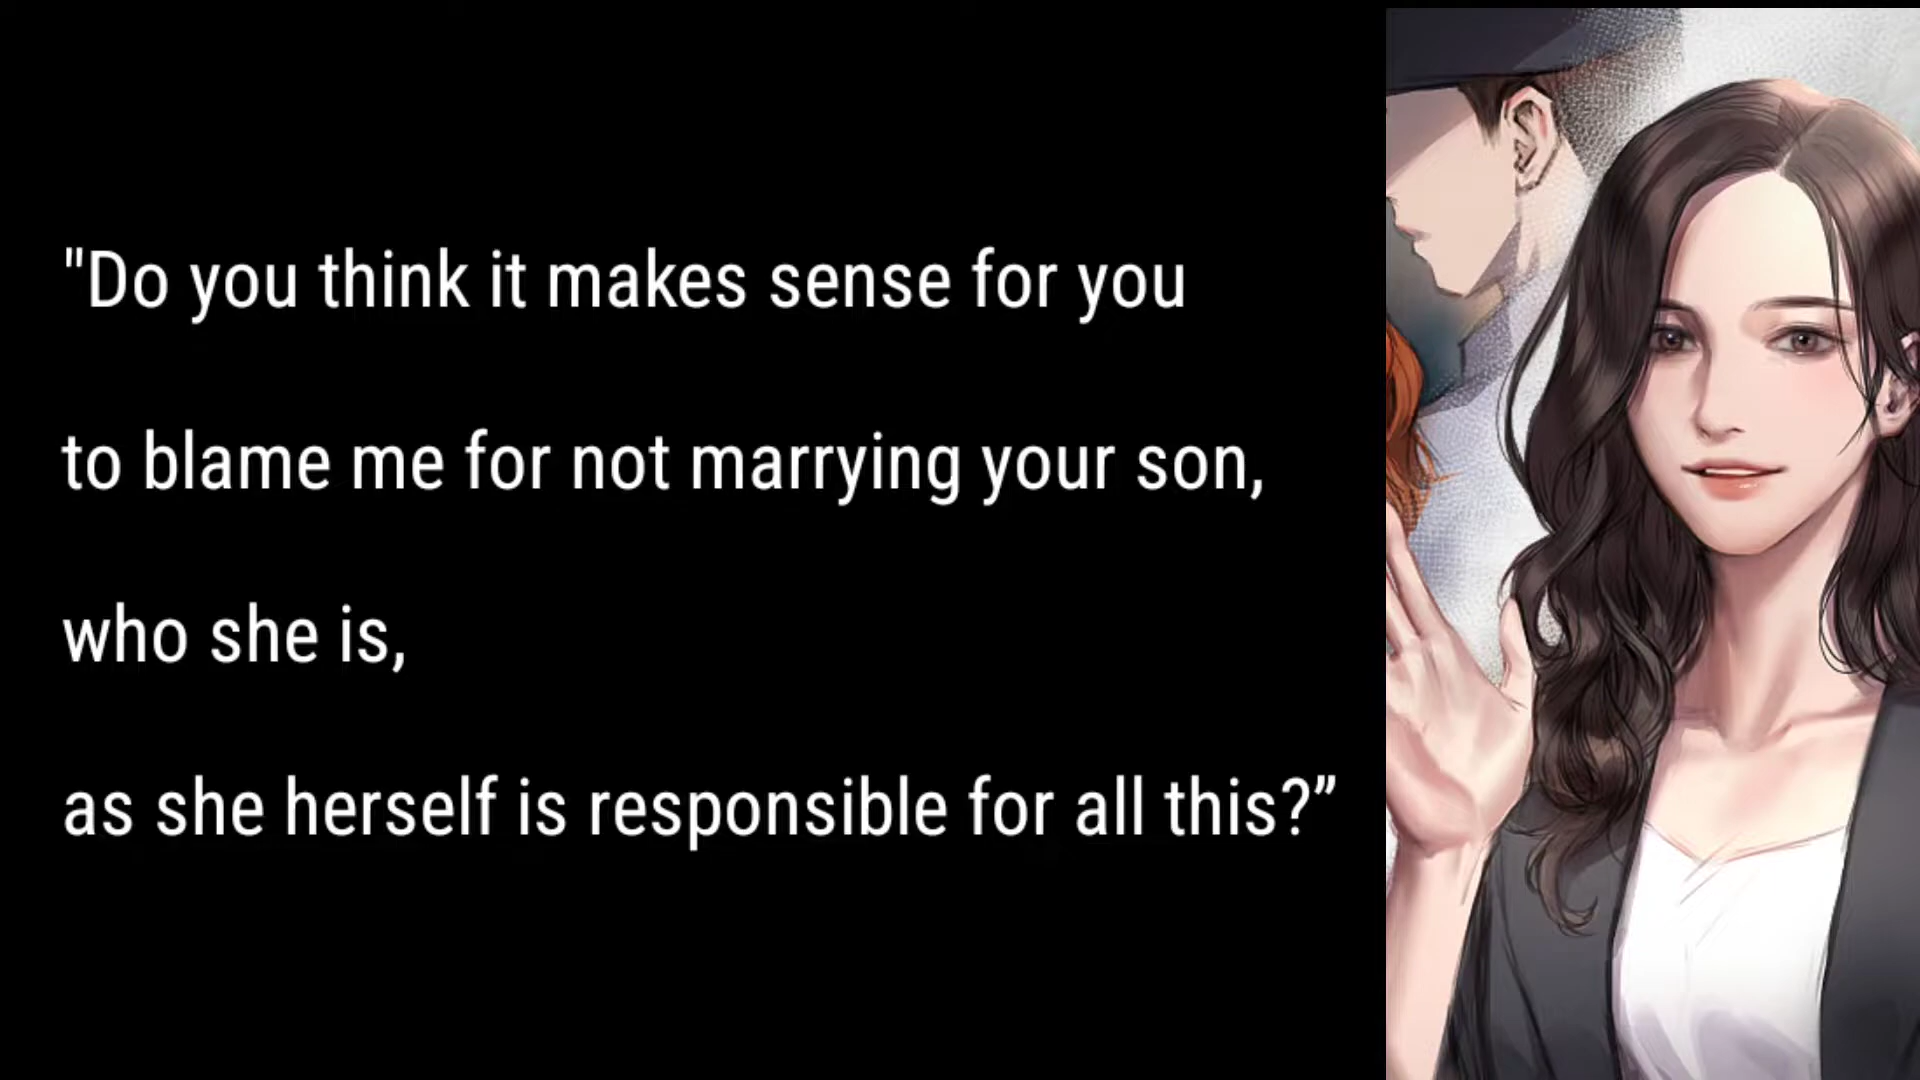 "Do you think it makes sense for you
to blame me for not marrying your son,
who she is,
as she herself is responsible for all this?”